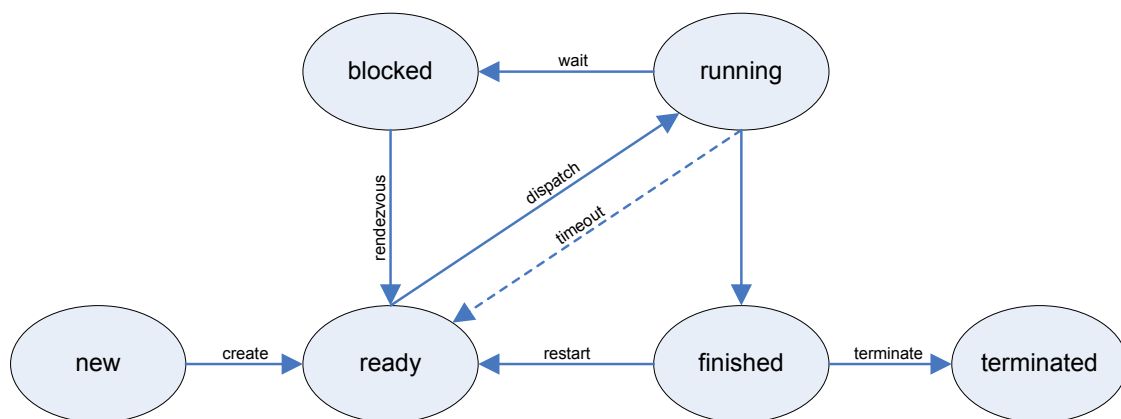 blocked
wait
running
rendezvous
dispatch
timeout
new
create
ready
restart
finished
terminate
terminated